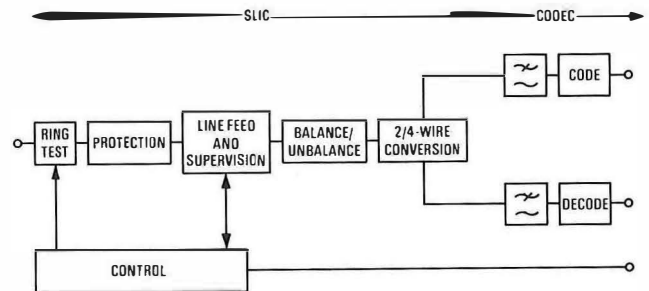 SLIC
CODEC
CODE
RING
TEST
PROTECTION
LINE FEED
AND
SUPERVISION
BALANCE/
UNBALANCE
2/4-WIRE
CONVERSION
DECODE
CONTROL